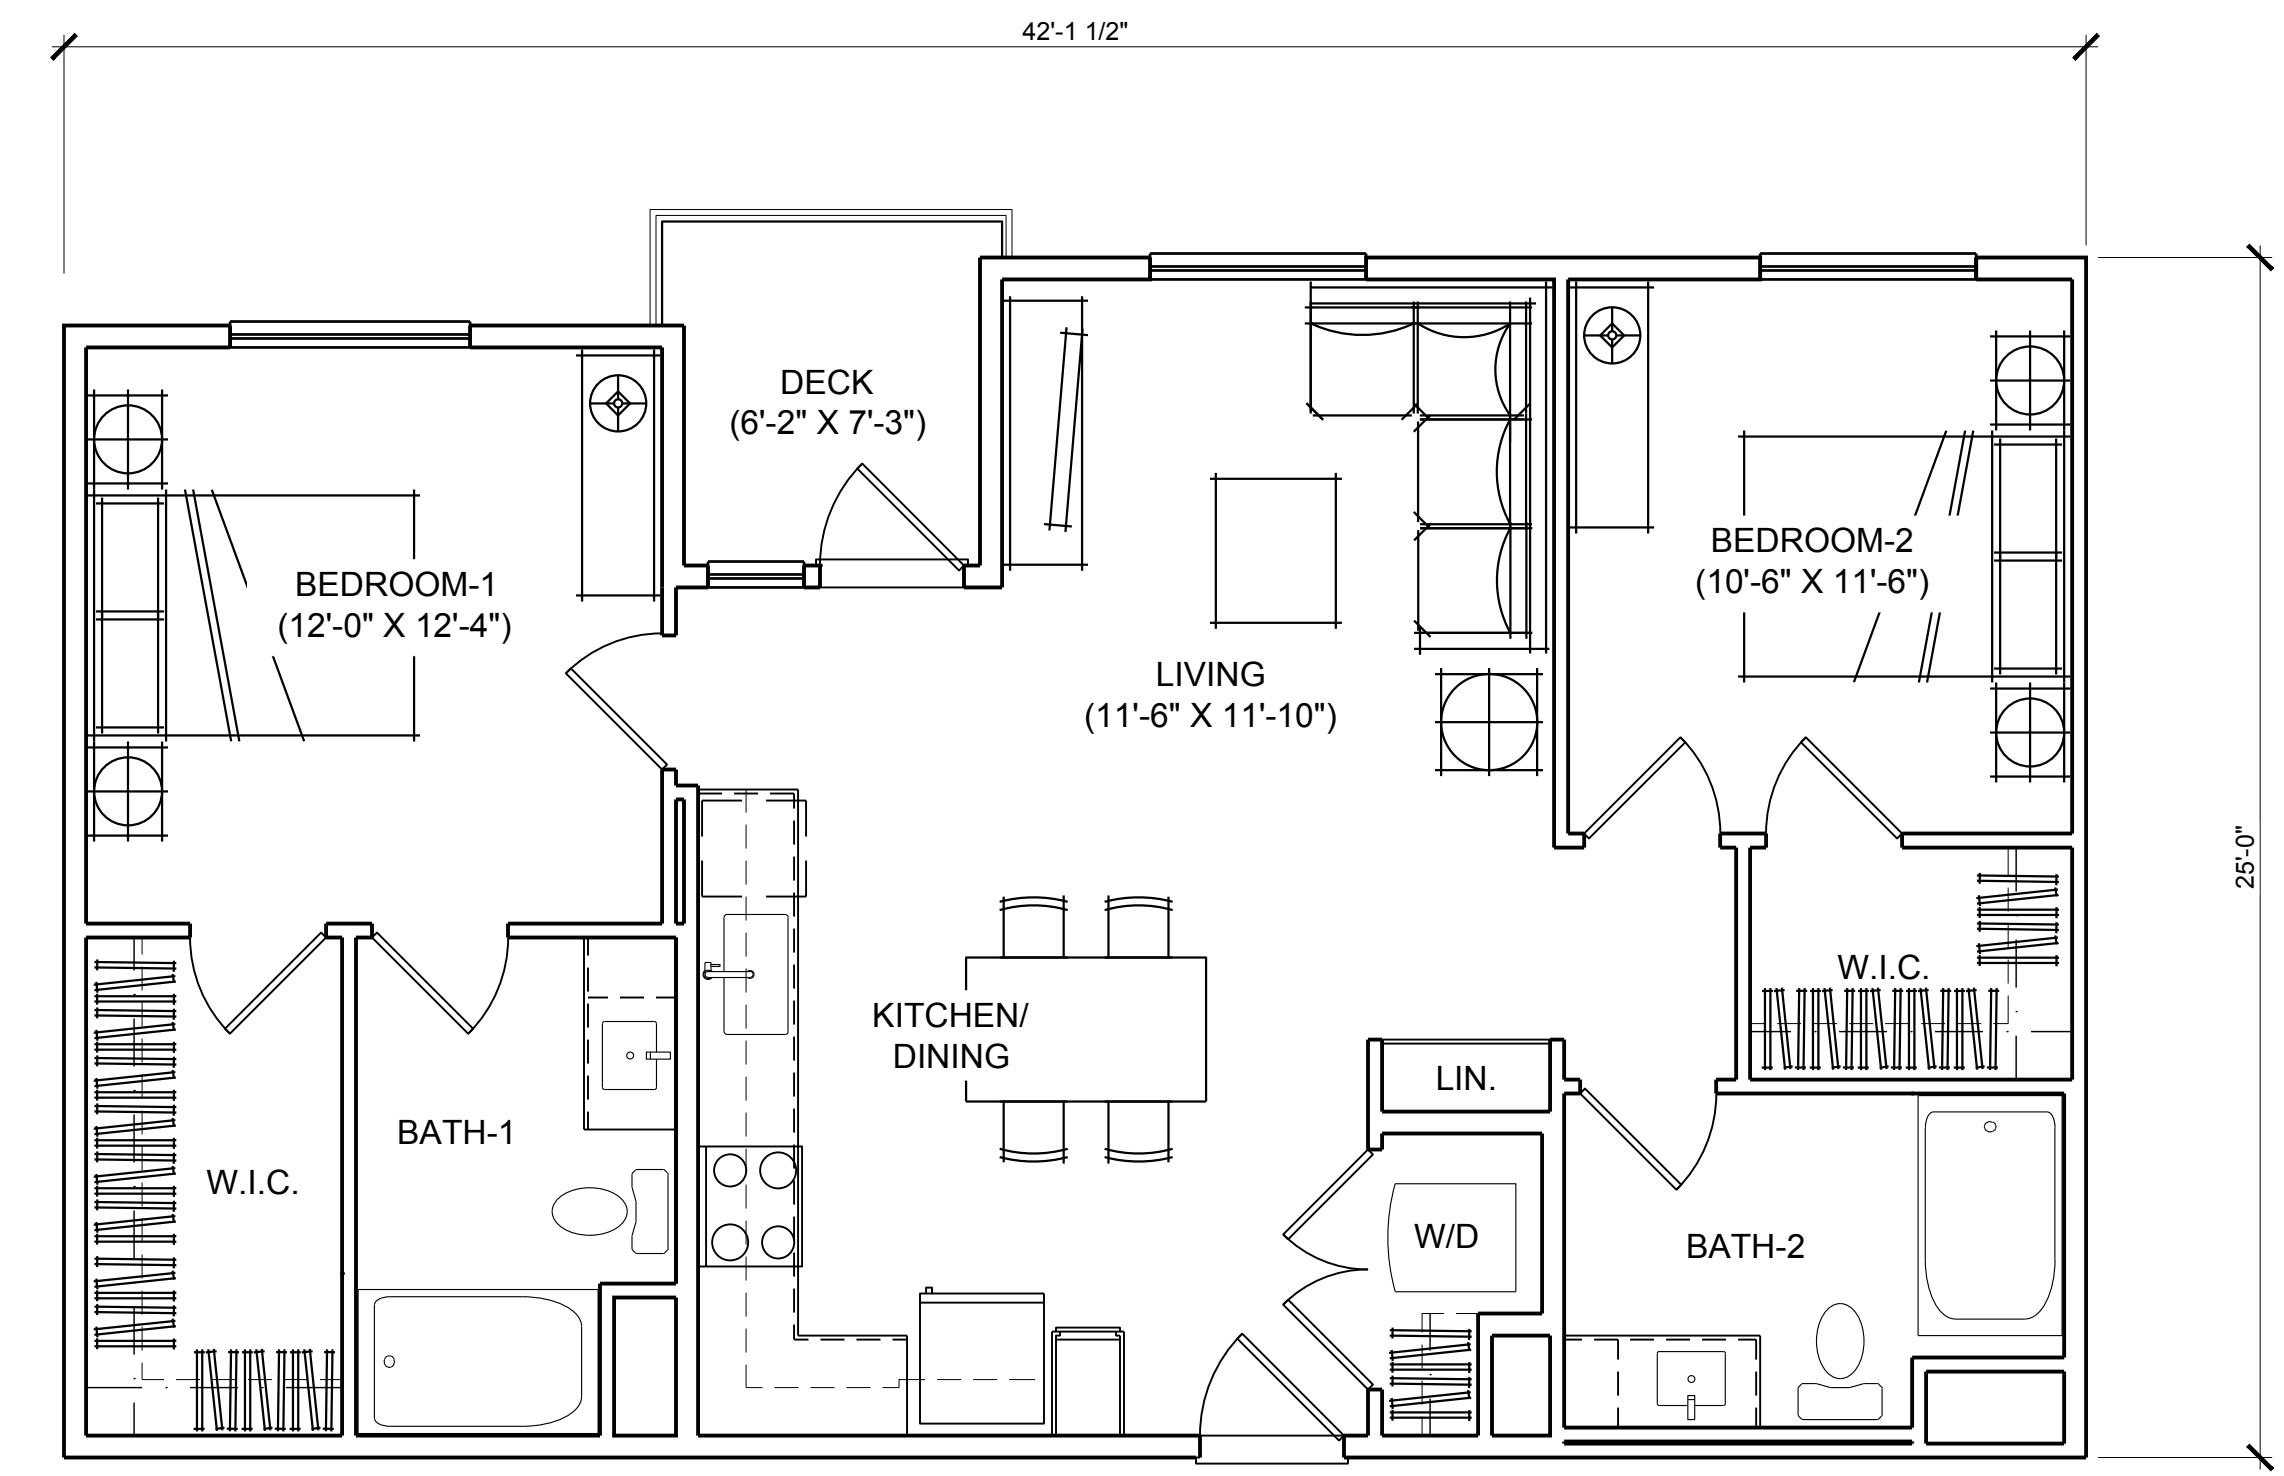 42'-1 1/2"
DECK
(6'-2" X 7'-3")
BEDROOM-1
(12'-0" X 12'-4")
BEDROOM-2
(10'-6" X 11'-6")
LIVING
(11'-6" X 11'-10")
25'-0"
KITCHEN/
DINING
W.I.C.
LIN.
BATH-1
W.I.C.
W/D
BATH-2